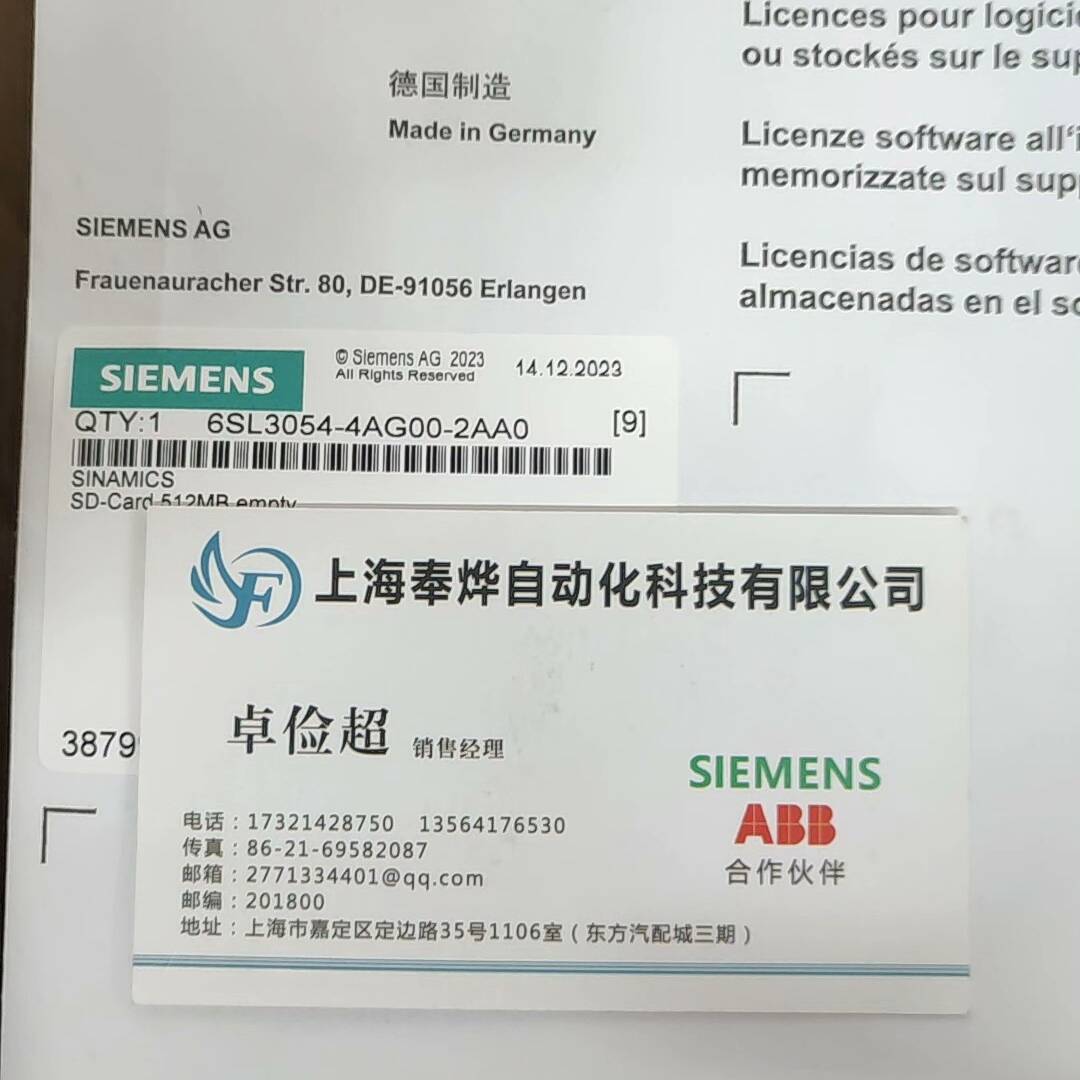 Licences pour
ou stockés sur le
德国制造
Made in Germany
Licenze software
memorizzate sul
SIEMENS AG
Frauenauracher Str. 80, DE-91056 Erlangen
Licencias de
almacenadas en el
SIEMENS
© Siemens AG 2023
All Rights Reserved
14.12.2023
QTY:1 6SL3054-4AG00-2AA0 [9]
SINAMICS
SD-Card 512MB empty
F
上海奉烨自动化科技有限公司
卓俭超 销售经理
3879
SIEMENS
ABB
合作伙伴
电话：17321428750 13564176530
传真：86-21-69582087
邮箱：2771334401@qq.com
邮编：201800
地址：上海市嘉定区定边路35号1106室（东方汽配城三期）